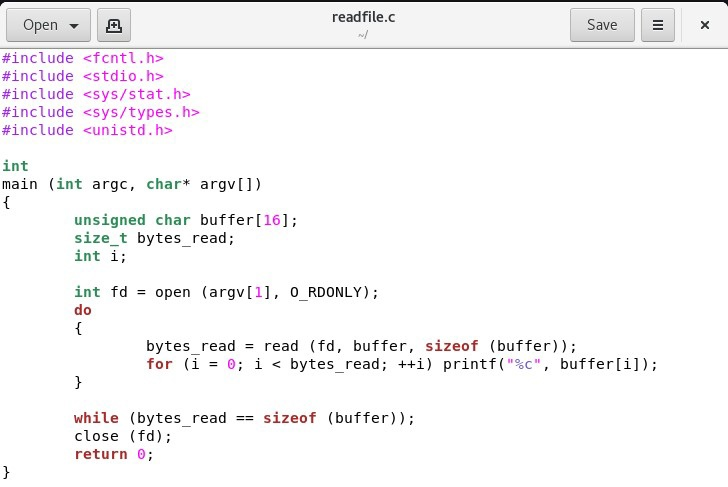 Open
readfile.c
~/
Save
#include <fcntl.h>
#include <stdio.h>
#include <sys/stat.h>
#include <sys/types.h>
#include <unistd.h>
int
main (int argc, char* argv[])
{
unsigned char buffer[16];
size_t bytes_read;
int i;
int fd = open (argv[1], O_RDONLY);
do
{
bytes_read = read (fd, buffer, sizeof (buffer));
for (i = 0; i < bytes_read; ++i) printf("%c", buffer[i]);
}
while (bytes_read == sizeof (buffer));
close (fd);
return 0;
}